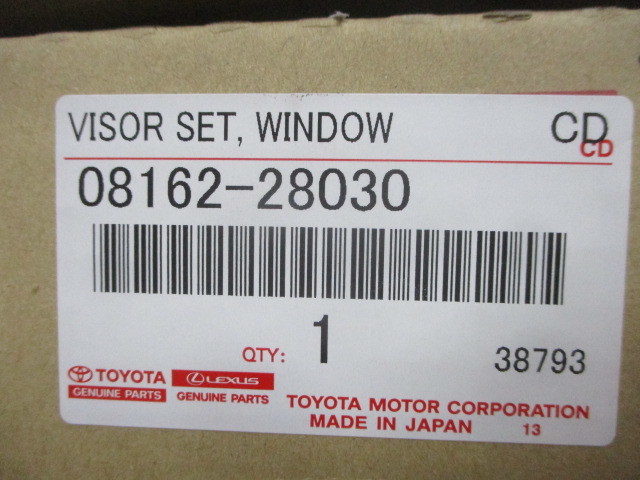 VISOR SET, WINDOW CD
CD
08162-28030
QTY: 1 38793
TOYOTA LEXUS
GENUINE PARTS GENUINE PARTS
TOYOTA MOTOR CORPORATION
MADE IN JAPAN 13